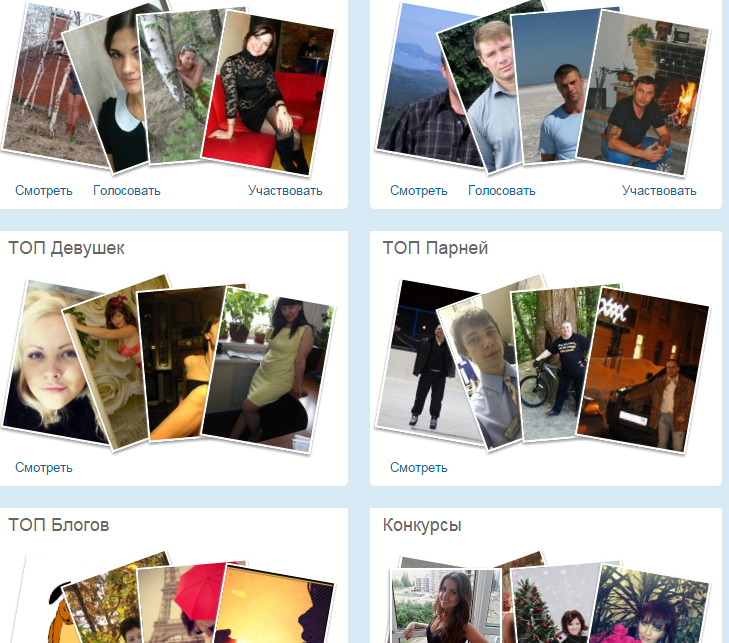 Смотреть Голосовать Участвовать
Смотреть Голосовать Участвовать
ТОП Девушек
ТОП Парней
Смотреть
Смотреть
ТОП Блогов
Конкурсы